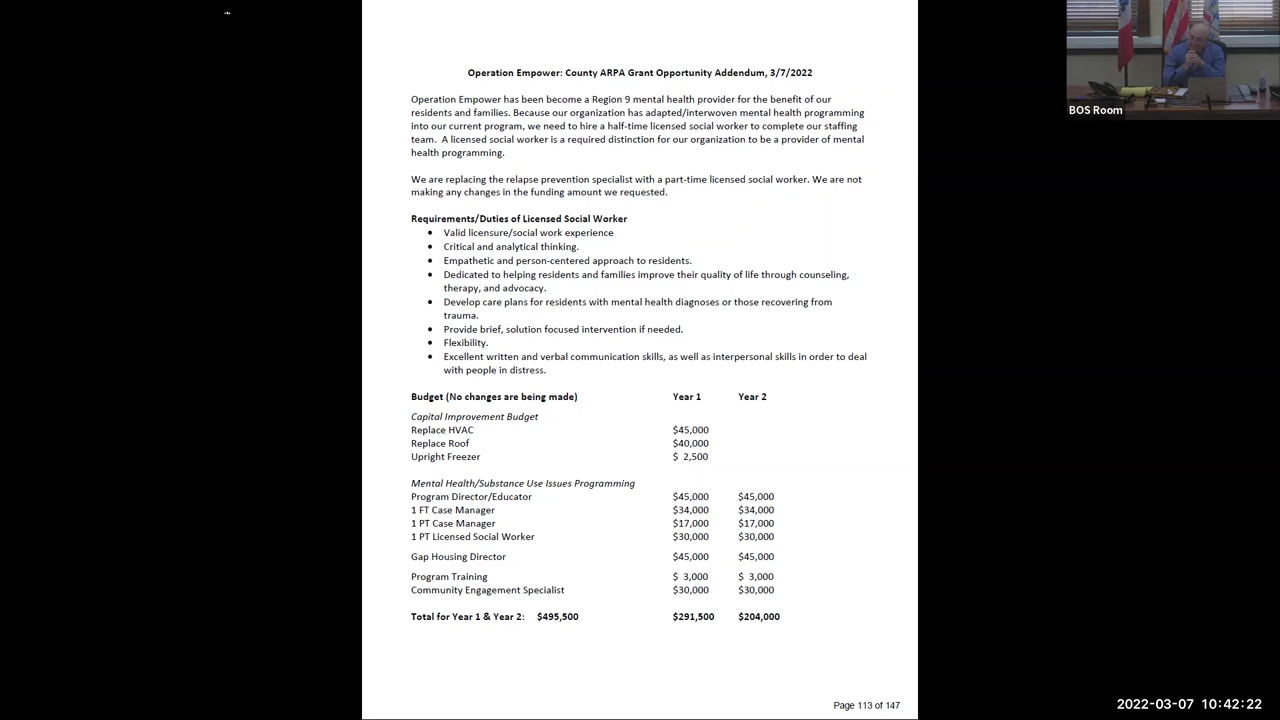 Operation Empower: County ARPA Grant Opportunity Addendum, 3/7/2022
Operation Empower has been become a Region 9 mental health provider for the benefit of our
residents and families. Because our organization has adapted/interwoven mental health programming
into our current program, we need to hire a half-time licensed social worker to complete our staffing
team.  A licensed social worker is a required distinction for our organization to be a provider of mental
health programming.
We are replacing the relapse prevention specialist with a part-time licensed social worker. We are not
making any changes in the funding amount we requested.
Requirements/Duties of Licensed Social Worker
• Valid licensure/social work experience
• Critical and analytical thinking.
• Empathetic and person-centered approach to residents.
• Dedicated to helping residents and families improve their quality of life through counseling,
therapy, and advocacy.
• Develop care plans for residents with mental health diagnoses or those recovering from
trauma.
• Provide brief, solution focused intervention if needed.
• Flexibility.
• Excellent written and verbal communication skills, as well as interpersonal skills in order to deal
with people in distress.
Budget (No changes are being made) Year 1 Year 2
Capital Improvement Budget
Replace HVAC $45,000
Replace Roof $40,000
Upright Freezer $ 2,500
Mental Health/Substance Use Issues Programming
Program Director/Educator $45,000 $45,000
1 FT Case Manager $34,000 $34,000
1 PT Case Manager $17,000 $17,000
1 PT Licensed Social Worker $30,000 $30,000
Gap Housing Director $45,000 $45,000
Program Training $ 3,000 $ 3,000
Community Engagement Specialist $30,000 $30,000
Total for Year 1 & Year 2: $495,500 $291,500 $204,000
Page 113 of 147
BOS Room
2022-03-07 10:42:22